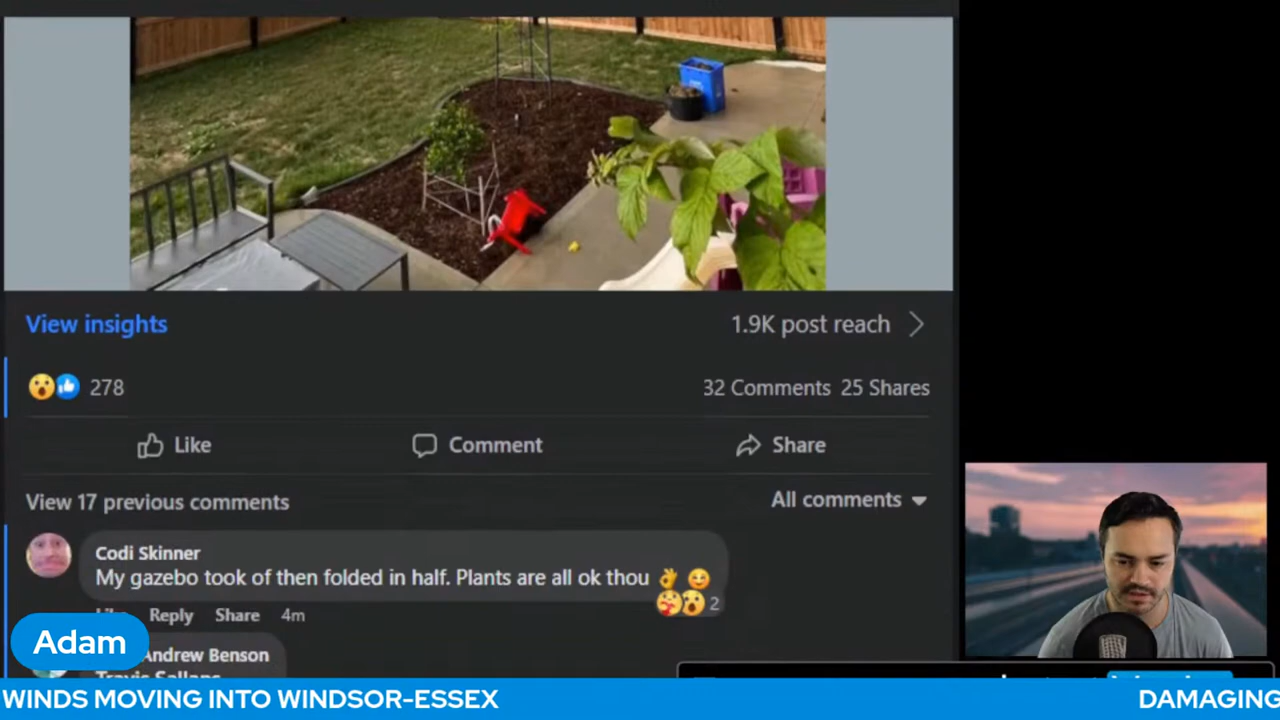 View insights
1.9K post reach
278
32 Comments 25 Shares
Like
Comment
Share
View 17 previous comments
All comments
Codi Skinner
My gazebo took of then folded in half. Plants are all ok thou
2
Reply Share 4m
Adam
Andrew Benson
WINDS MOVING INTO WINDSOR-ESSEX
DAMAGING